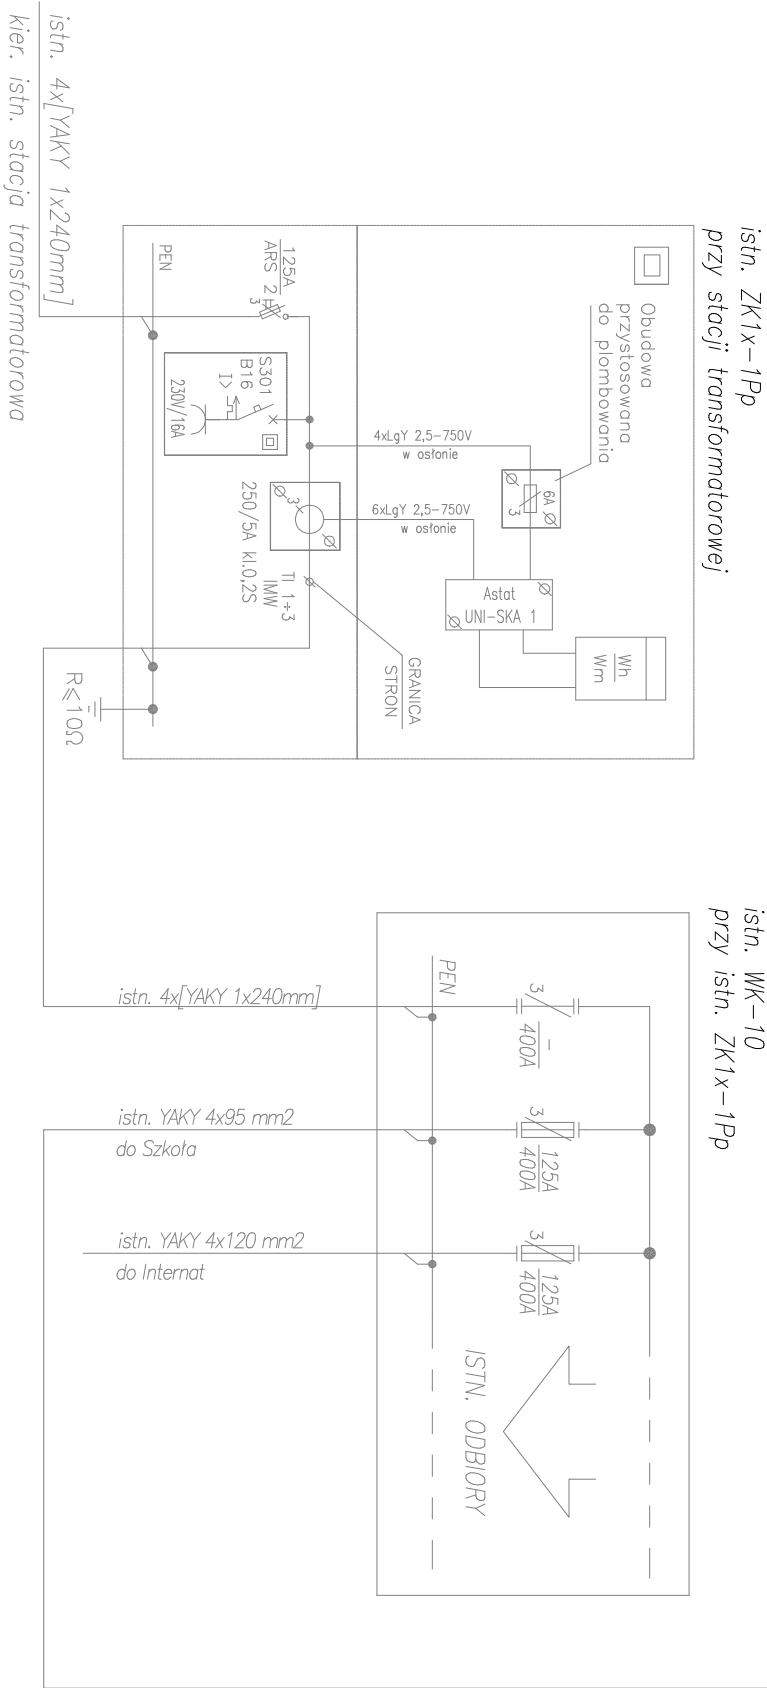 istn. ZK1x-1Pp
przy stacji transformatorowej
Obudowa
przystosowana
do plombowania
6A
3
Astat
UNI-SKA 1
Wh
Wm
4xLgY 2,5-750V
w osłonie
6xLgY 2,5-750V
w osłonie
GRANICA
STRON
125A
ARS 2
3
S301
B16
I>
230V/16A
3
250/5A kl.0,2S
TI 1÷3
IMW
PEN
R≤10Ω
istn. 4x[YAKY 1x240mm]
kier. istn. stacja transformatorowa
istn. WK-10
przy istn. ZK1x-1Pp
PEN
3
-
400A
3
125A
400A
3
125A
400A
istn. 4x[YAKY 1x240mm]
istn. YAKY 4x95 mm2
do Szkoła
istn. YAKY 4x120 mm2
do Internat
ISTN. ODBIORY